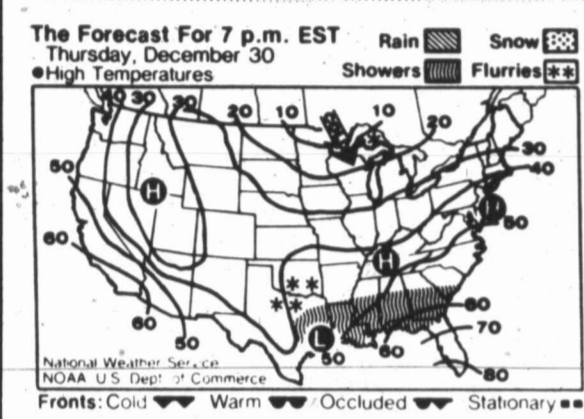 The Forecast For 7 p.m. EST
Thursday, December 30
High Temperatures
Rain Snow
Showers Flurries
40 30 30 20 10 10 20
30
40
50
H
50
60
H
60
60 50
L
50 60
70
80
National Weather Service
NOAA U S Dept of Commerce
Fronts: Cold Warm Occluded Stationary